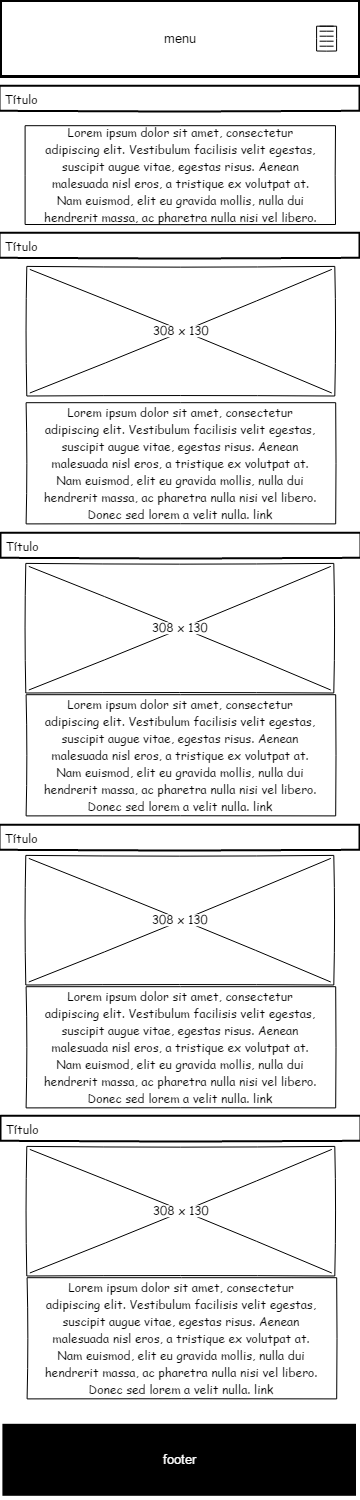 menu
Título
Lorem ipsum dolor sit amet, consectetur
adipiscing elit. Vestibulum facilisis velit egestas,
suscipit augue vitae, egestas risus. Aenean
malesuada nisl eros, a tristique ex volutpat at.
Nam euismod, elit eu gravida mollis, nulla dui
hendrerit massa, ac pharetra nulla nisi vel libero.
Título
308 x 130
Lorem ipsum dolor sit amet, consectetur
adipiscing elit. Vestibulum facilisis velit egestas,
suscipit augue vitae, egestas risus. Aenean
malesuada nisl eros, a tristique ex volutpat at.
Nam euismod, elit eu gravida mollis, nulla dui
hendrerit massa, ac pharetra nulla nisi vel libero.
Donec sed lorem a velit nulla. link
Título
308 x 130
Lorem ipsum dolor sit amet, consectetur
adipiscing elit. Vestibulum facilisis velit egestas,
suscipit augue vitae, egestas risus. Aenean
malesuada nisl eros, a tristique ex volutpat at.
Nam euismod, elit eu gravida mollis, nulla dui
hendrerit massa, ac pharetra nulla nisi vel libero.
Donec sed lorem a velit nulla. link
Título
308 x 130
Lorem ipsum dolor sit amet, consectetur
adipiscing elit. Vestibulum facilisis velit egestas,
suscipit augue vitae, egestas risus. Aenean
malesuada nisl eros, a tristique ex volutpat at.
Nam euismod, elit eu gravida mollis, nulla dui
hendrerit massa, ac pharetra nulla nisi vel libero.
Donec sed lorem a velit nulla. link
Título
308 x 130
Lorem ipsum dolor sit amet, consectetur
adipiscing elit. Vestibulum facilisis velit egestas,
suscipit augue vitae, egestas risus. Aenean
malesuada nisl eros, a tristique ex volutpat at.
Nam euismod, elit eu gravida mollis, nulla dui
hendrerit massa, ac pharetra nulla nisi vel libero.
Donec sed lorem a velit nulla. link
footer